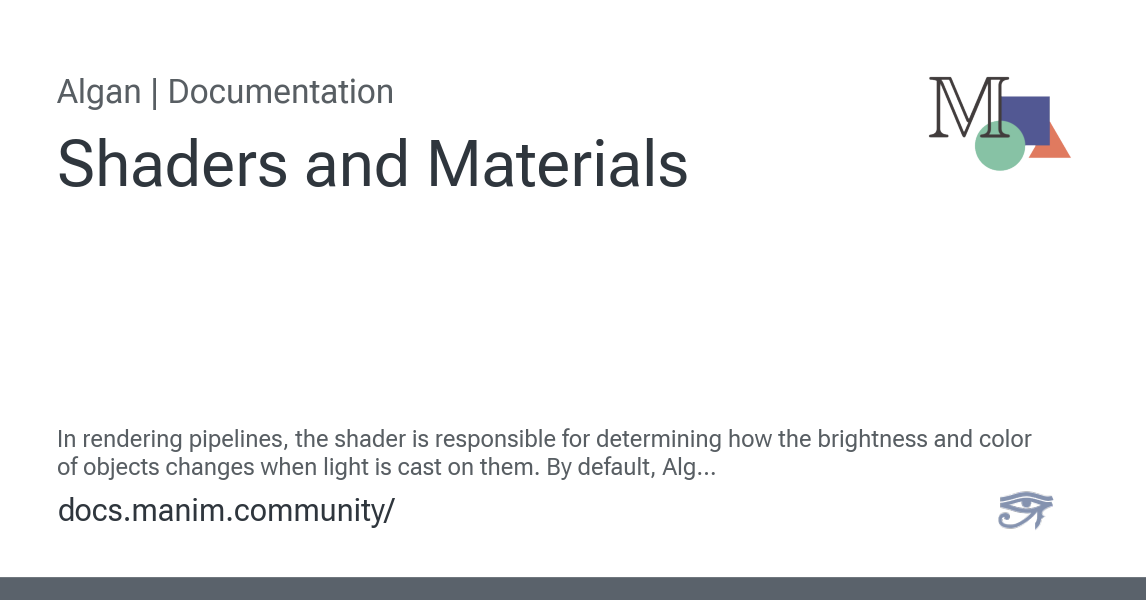 Algan | Documentation
Shaders and Materials
M
In rendering pipelines, the shader is responsible for determining how the brightness and color
of objects changes when light is cast on them. By default, Alg...
docs.manim.community/